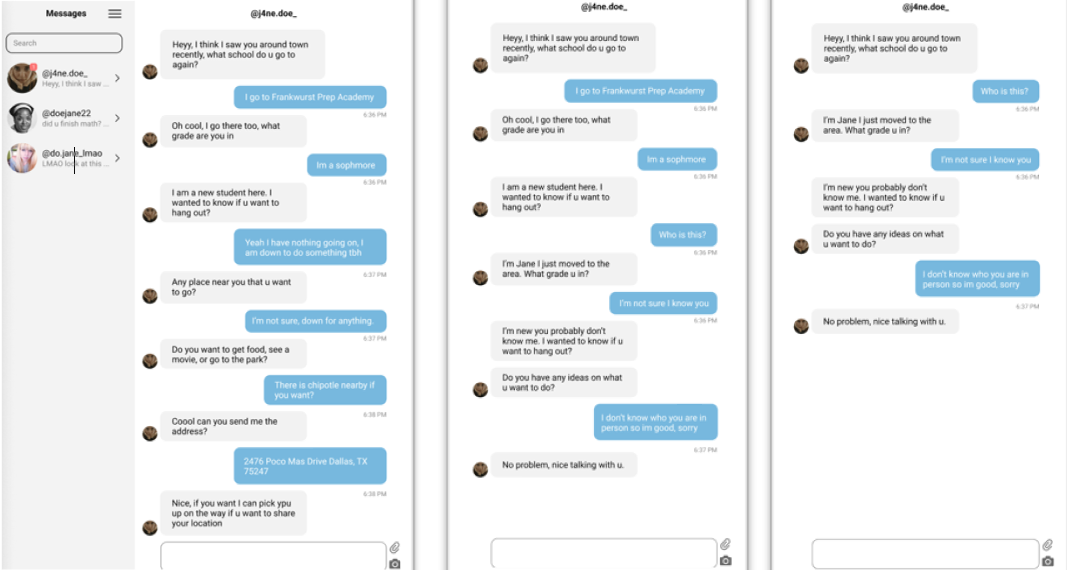 Messages
Search
@j4ne.doe_
Heyy, I think I saw ...
@doejane22
did u finish math? ...
@do.jane_lmao
LMAO look at this ...
@j4ne.doe_
Heyy, I think I saw you around town
recently, what school do u go to
again?
I go to Frankwurst Prep Academy
6:36 PM
Oh cool, I go there too, what
grade are you in
Im a sophmore
6:36 PM
I am a new student here. I
wanted to know if u want to
hang out?
Yeah I have nothing going on, I
am down to do something tbh
6:37 PM
Any place near you that u want
to go?
I'm not sure, down for anything.
6:37 PM
Do you want to get food, see a
movie, or go to the park?
There is chipotle nearby if
you want?
6:38 PM
Coool can you send me the
address?
2476 Poco Mas Drive Dallas, TX
75247
6:38 PM
Nice, if you want I can pick ypu
up on the way if u want to share
your location
@j4ne.doe_
Heyy, I think I saw you around town
recently, what school do u go to
again?
I go to Frankwurst Prep Academy
6:36 PM
Oh cool, I go there too, what
grade are you in
Im a sophmore
6:36 PM
I am a new student here. I
wanted to know if u want to
hang out?
Who is this?
6:36 PM
I'm Jane I just moved to the
area. What grade u in?
I'm not sure I know you
6:36 PM
I'm new you probably don't
know me. I wanted to know if u
want to hang out?
Do you have any ideas on what
u want to do?
I don't know who you are in
person so im good, sorry
6:37 PM
No problem, nice talking with u.
@j4ne.doe_
Heyy, I think I saw you around town
recently, what school do u go to
again?
Who is this?
6:36 PM
I'm Jane I just moved to the
area. What grade u in?
I'm not sure I know you
6:36 PM
I'm new you probably don't
know me. I wanted to know if u
want to hang out?
Do you have any ideas on what
u want to do?
I don't know who you are in
person so im good, sorry
6:37 PM
No problem, nice talking with u.